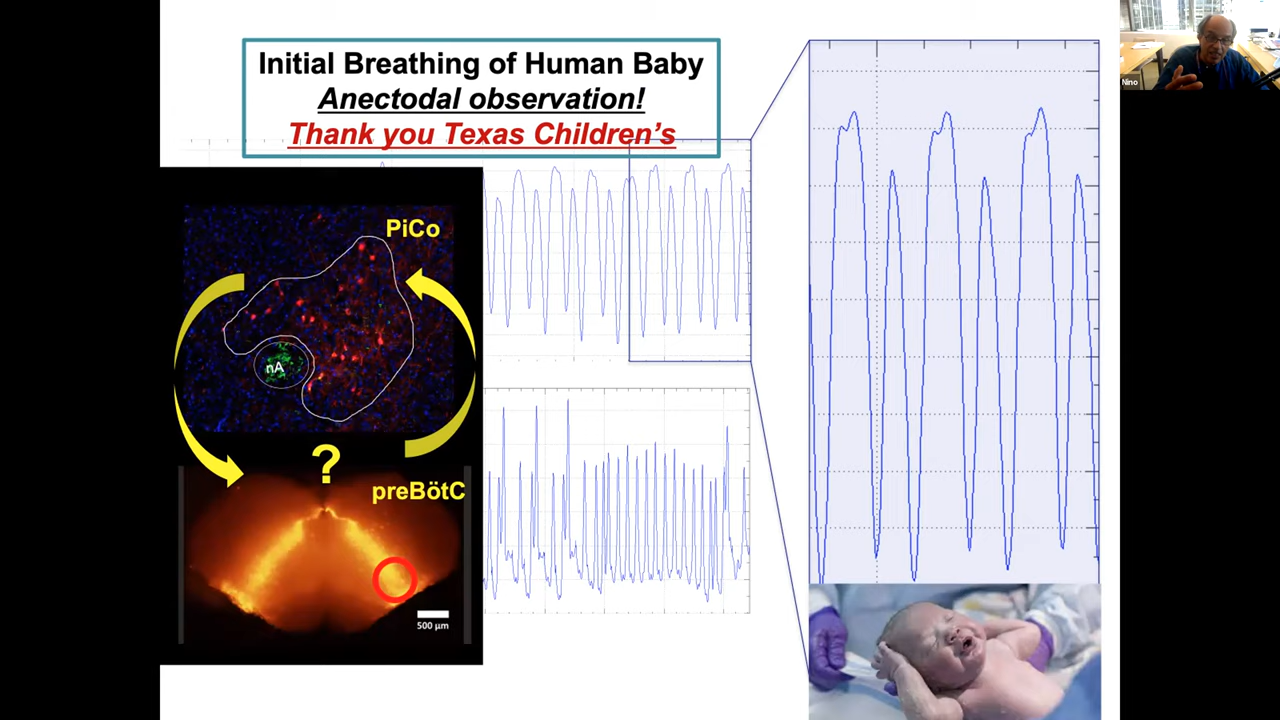 Initial Breathing of Human Baby
Anectodal observation!
Thank you Texas Children's
Nino
PiCo
nA
?
preBötC
500 µm